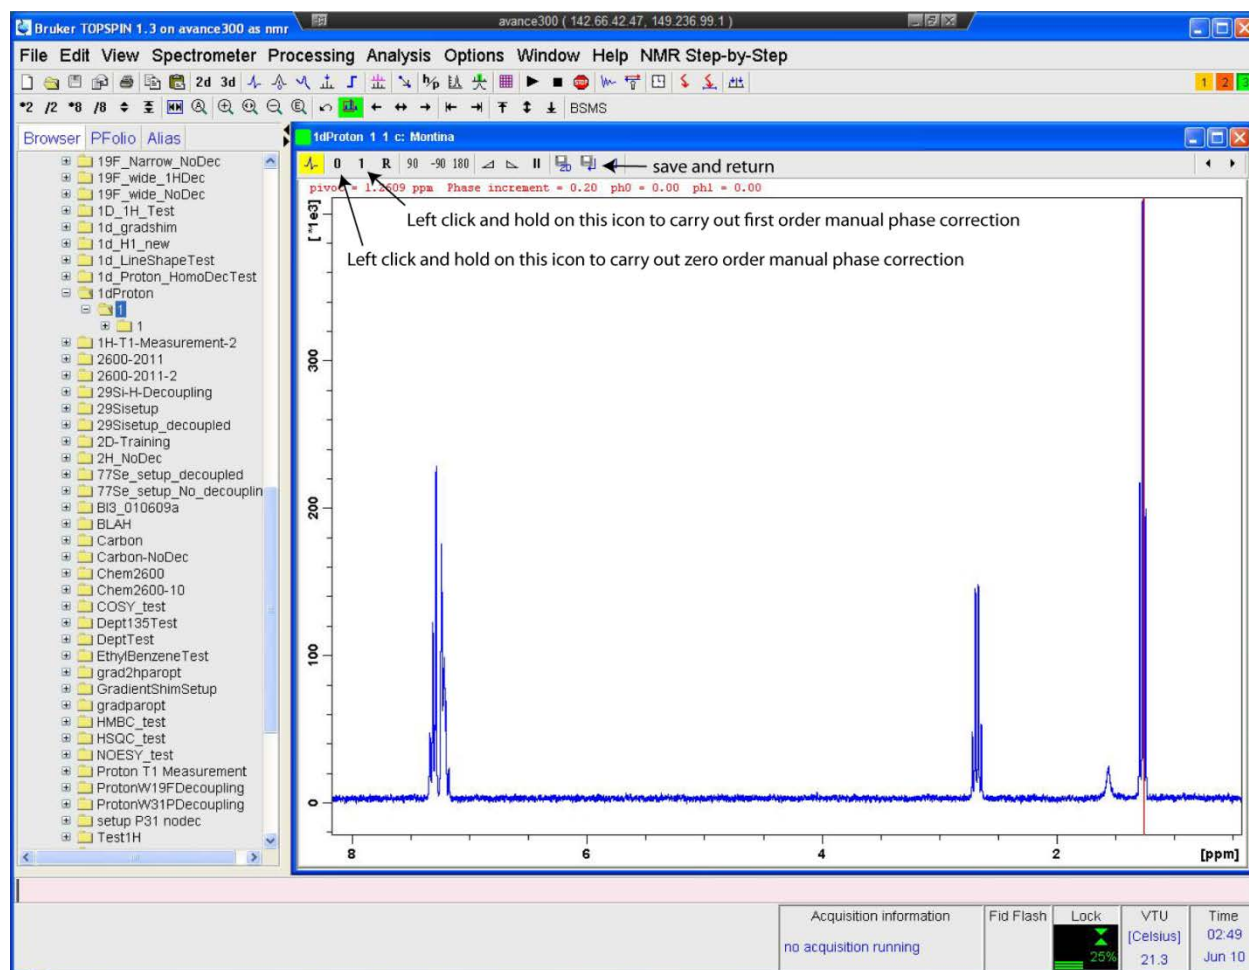 Bruker TOPSPIN 1.3 on avance300 as nmr
avance300 ( 142.66.42.47, 149.236.99.1 )
File Edit View Spectrometer Processing Analysis Options Window Help NMR Step-by-Step
2d 3d
1 2 3
*2 /2 *8 /8
BSMS
Browser PFolio Alias
1dProton 1 1 c: Montina
0 1 R 90 -90 180
save and return
pivot = 1.2609 ppm Phase increment = 0.20 ph0 = 0.00 ph1 = 0.00
Left click and hold on this icon to carry out first order manual phase correction
Left click and hold on this icon to carry out zero order manual phase correction
19F_Narrow_NoDec
19F_wide_1HDec
19F_wide_NoDec
1D_1H_Test
1d_gradshim
1d_H1_new
1d_LineShapeTest
1d_Proton_HomoDecTest
1dProton
1
1
1H-T1-Measurement-2
2600-2011
2600-2011-2
29Si-H-Decoupling
29Sisetup
29Sisetup_decoupled
2D-Training
2H_NoDec
77Se_setup_decoupled
77Se_setup_No_decouplin
BI3_010609a
BLAH
Carbon
Carbon-NoDec
Chem2600
Chem2600-10
COSY_test
Dept135Test
DeptTest
EthylBenzeneTest
grad2hparopt
GradientShimSetup
gradparopt
HMBC_test
HSQC_test
NOESY_test
Proton T1 Measurement
ProtonW19FDecoupling
ProtonW31PDecoupling
setup P31 nodec
Test1H
[*1e3]
300
200
100
0
8 6 4 2 [ppm]
Acquisition information
no acquisition running
Fid Flash
Lock
25%
VTU
[Celsius]
21.3
Time
02:49
Jun 10